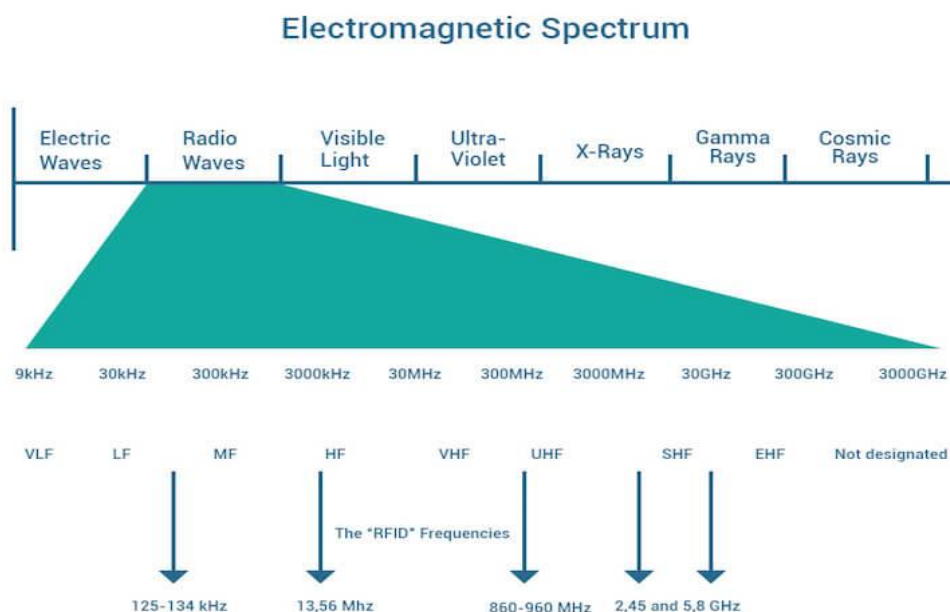 Electromagnetic Spectrum
Electric
Waves
Radio
Waves
Visible
Light
Ultra-
Violet
X-Rays
Gamma
Rays
Cosmic
Rays
9kHz 30kHz 300kHz 3000kHz 30MHz 300MHz 3000MHz 30GHz 300GHz 3000GHz
VLF LF MF HF VHF UHF SHF EHF Not designated
The "RFID" Frequencies
125-134 kHz 13,56 Mhz 860-960 MHz 2,45 and 5,8 GHz